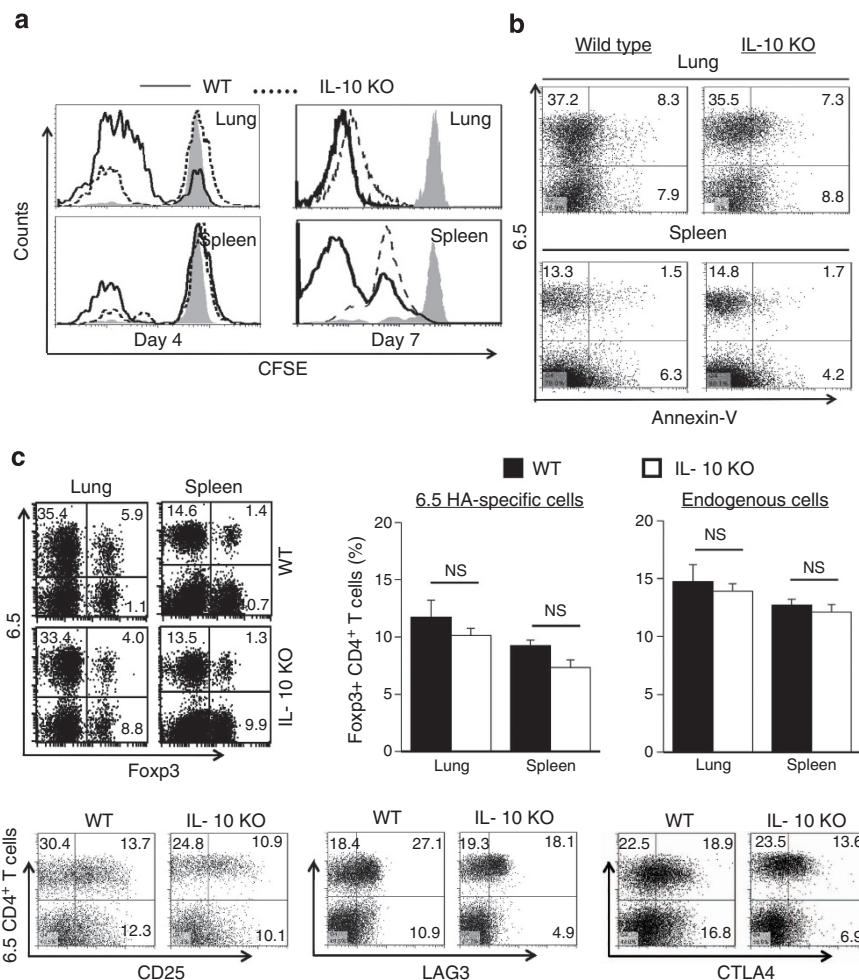 a
WT ...... IL-10 KO
Lung
Spleen
Counts
Day 4 Day 7
CFSE
b
Wild type IL-10 KO
Lung
37.2 8.3 35.5 7.3
7.9 8.8
Spleen
13.3 1.5 14.8 1.7
6.3 4.2
6.5
Annexin-V
c
Lung Spleen
35.4 5.9 14.6 1.4
1.1 10.7
WT
33.4 4.0 13.5 1.3
8.8 9.9
IL- 10 KO
6.5
Foxp3
WT IL- 10 KO
6.5 HA-specific cells Endogenous cells
Foxp3+ CD4+ T cells (%)
20 20
15 15
10 10
5 5
0 0
NS NS NS NS
Lung Spleen Lung Spleen
WT IL- 10 KO WT IL- 10 KO WT IL- 10 KO
30.4 13.7 24.8 10.9 18.4 27.1 19.3 18.1 22.5 18.9 23.5 13.6
12.3 10.1 10.9 4.9 16.8 6.9
6.5 CD4+ T cells
CD25 LAG3 CTLA4